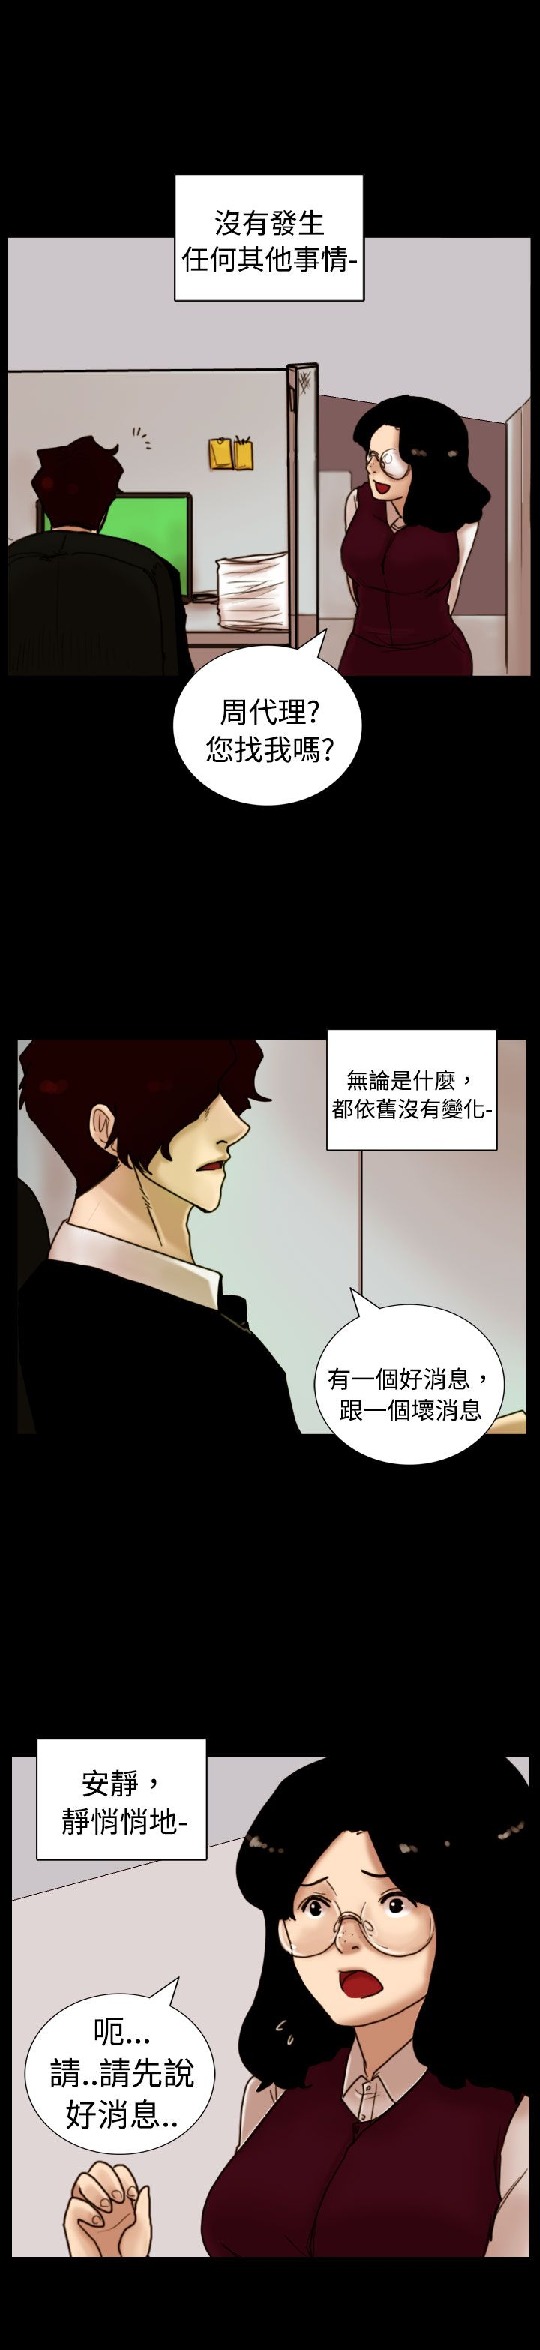 沒有發生
任何其他事情-
周代理?
您找我嗎?
無論是什麼，
都依舊沒有變化-
有一個好消息，
跟一個壞消息
安靜，
靜悄悄地-
呃...
請..請先說
好消息..